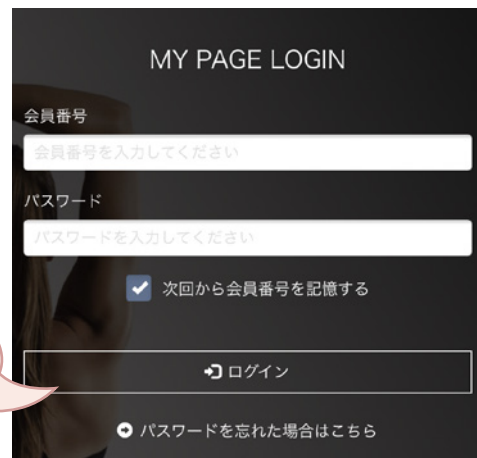 MY PAGE LOGIN
会員番号
会員番号を入力してください
パスワード
パスワードを入力してください
次回から会員番号を記憶する
ログイン
パスワードを忘れた場合はこちら